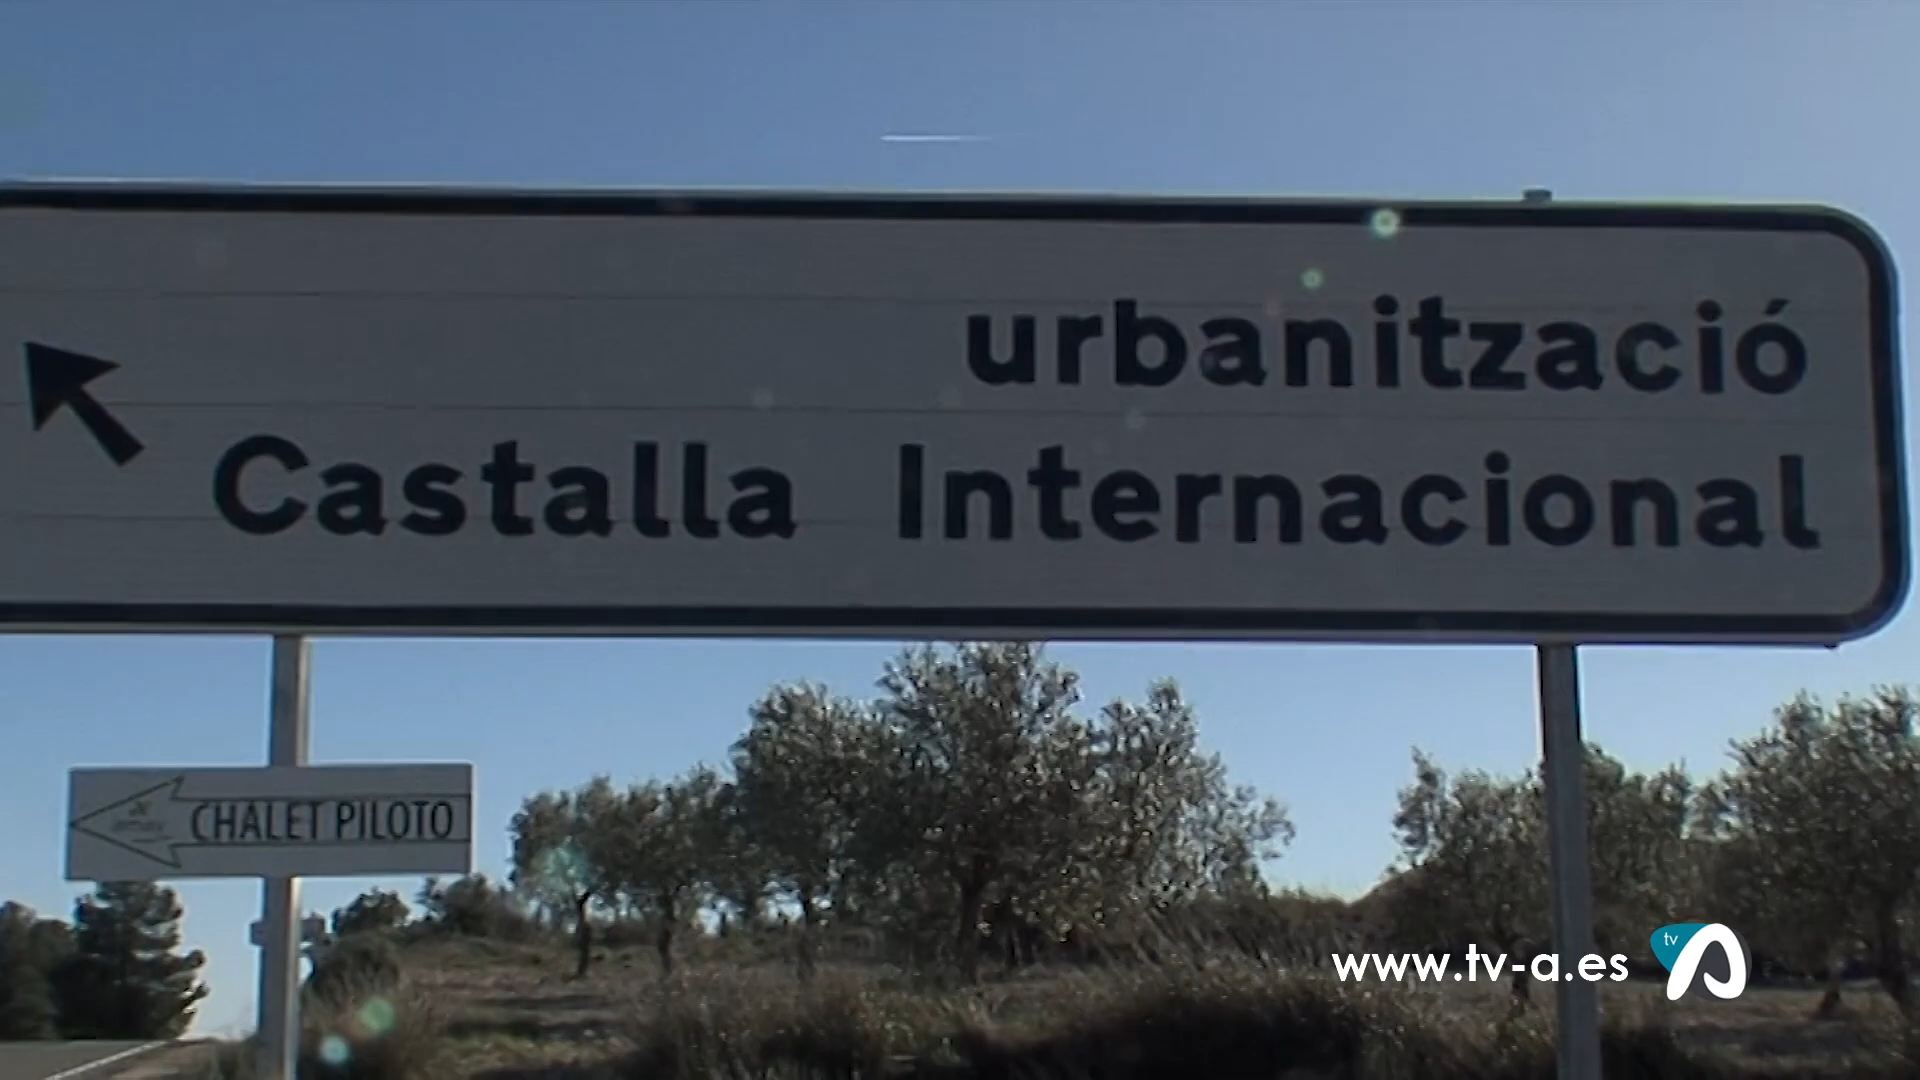 urbanització
Castalla Internacional
CHALET PILOTO
www.tv-a.es
tv